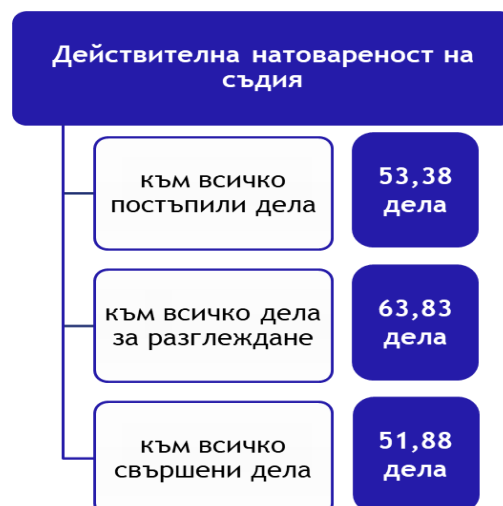 Действителна натовареност на
съдия
към всичко
постъпили дела
53,38
дела
към всичко дела
за разглеждане
63,83
дела
към всичко
свършени дела
51,88
дела